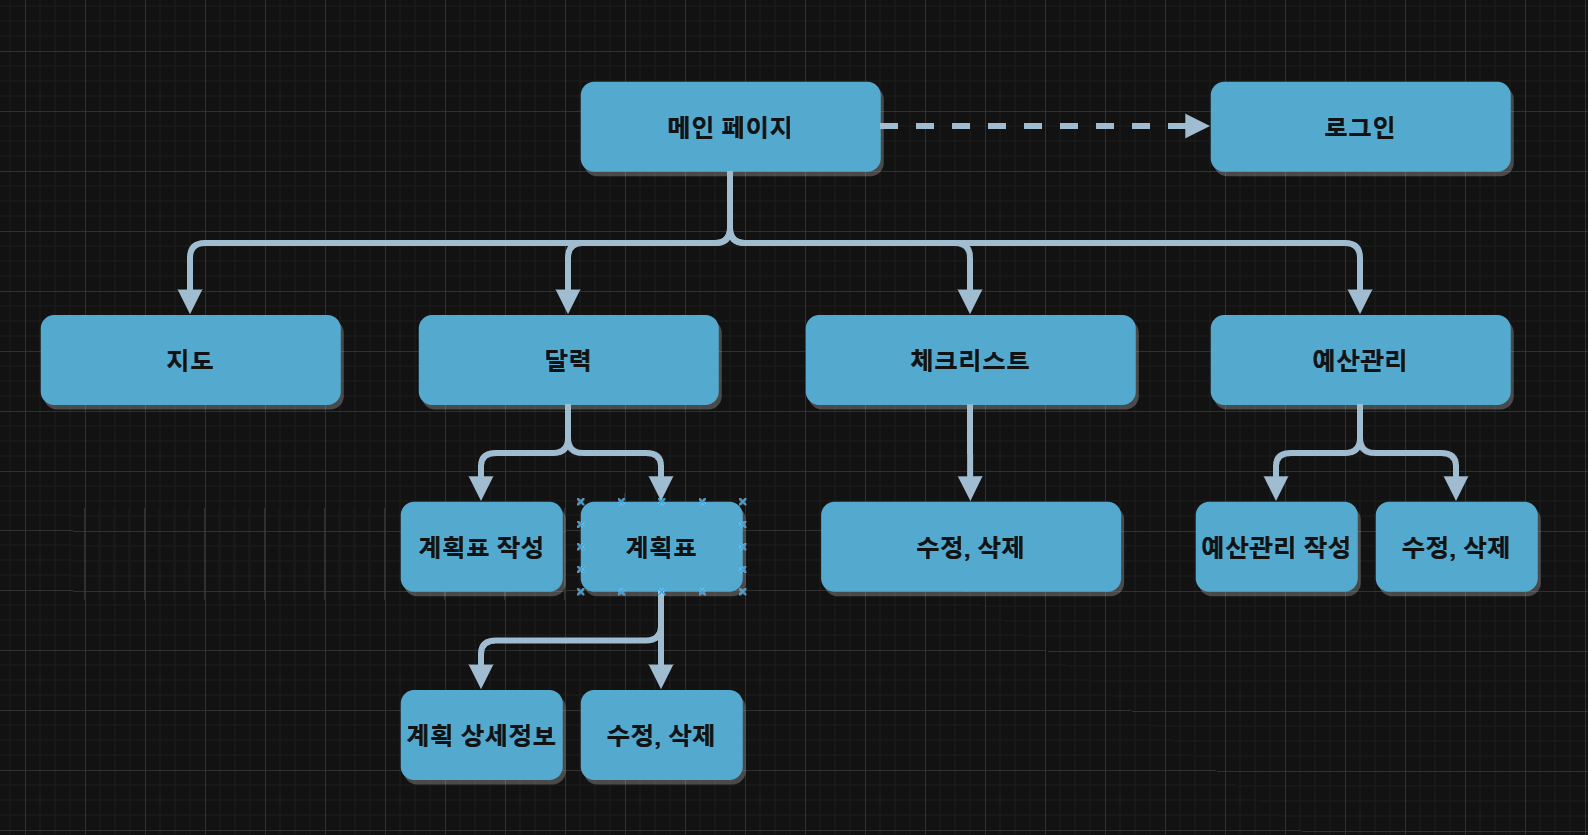 메인 페이지
로그인
지도
달력
체크리스트
예산관리
계획표 작성
계획표
수정, 삭제
예산관리 작성
수정, 삭제
계획 상세정보
수정, 삭제